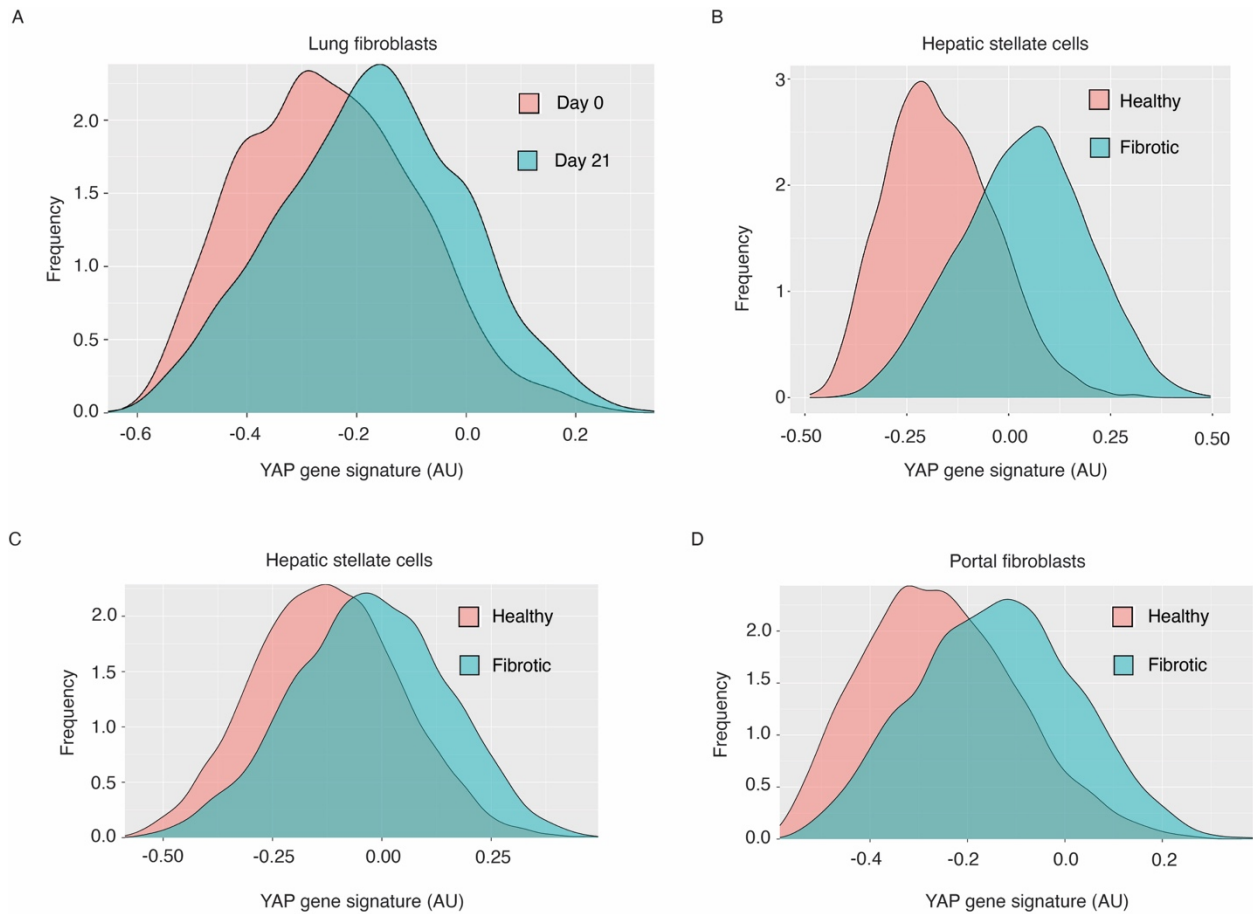 A
Lung fibroblasts
Day 0
Day 21
2.0
1.5
1.0
0.5
0.0
Frequency
-0.6 -0.4 -0.2 0.0 0.2
YAP gene signature (AU)
B
Hepatic stellate cells
Healthy
Fibrotic
3
2
1
0
Frequency
-0.50 -0.25 0.00 0.25 0.50
YAP gene signature (AU)
C
Hepatic stellate cells
Healthy
Fibrotic
2.0
1.5
1.0
0.5
0.0
Frequency
-0.50 -0.25 0.00 0.25
YAP gene signature (AU)
D
Portal fibroblasts
Healthy
Fibrotic
2.0
1.5
1.0
0.5
0.0
Frequency
-0.4 -0.2 0.0 0.2
YAP gene signature (AU)